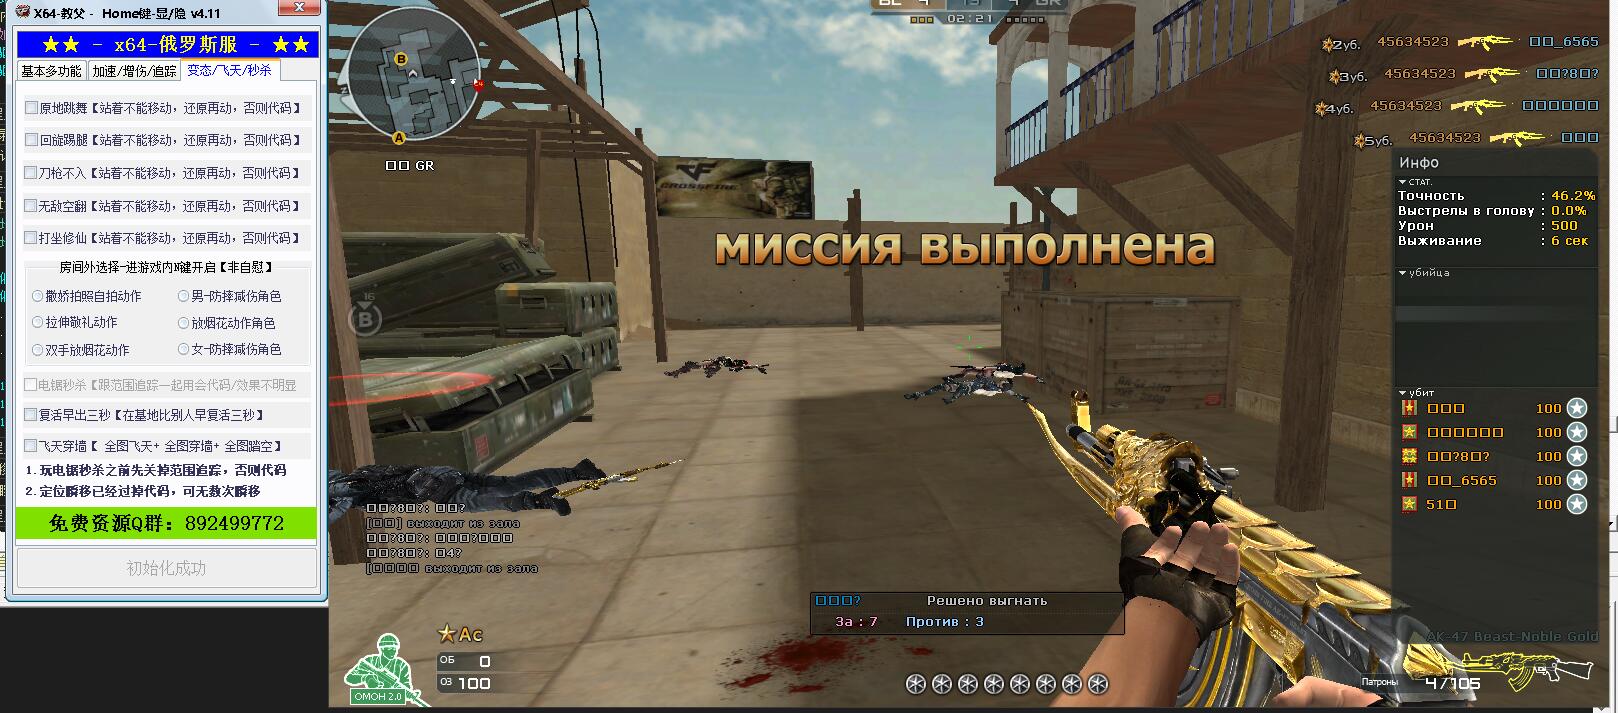 X64-教父 - Home键-显/隐 v4.11
★★ - x64-俄罗斯服 - ★★
基本多功能 加速/增伤/追踪 变态/飞天/秒杀
原地跳舞【站着不能移动，还原再动，否则代码】
回旋踢腿【站着不能移动，还原再动，否则代码】
刀枪不入【站着不能移动，还原再动，否则代码】
无敌空翻【站着不能移动，还原再动，否则代码】
打坐修仙【站着不能移动，还原再动，否则代码】
房间外选择-进游戏内X键开启【非自慰】
撒娇拍照自拍动作 男-防摔减伤角色
拉伸敬礼动作 放烟花动作角色
双手放烟花动作 女-防摔减伤角色
电锯秒杀【跟范围追踪一起用会代码/效果不明显
复活早出三秒【在基地比别人早复活三秒】
飞天穿墙【 全图飞天+ 全图穿墙+ 全图踏空】
1.玩电锯秒杀之前先关掉范围追踪，否则代码
2.定位瞬移已经过掉代码，可无数次瞬移
免费资源Q群：892499772
初始化成功
B
A
□□ GR
02:21
CROSSFIRE
миссия выполнена
16
B
2уб. 45634523 □□_6565
3уб. 45634523 □□?8□?
4уб. 45634523 □□□□□□
5уб. 45634523 □□□
Инфо
стат.
Точность : 46.2%
Выстрелы в голову : 0.0%
Урон : 500
Выживание : 6 сек
убийца
убит
□□□ 100
□□□□□□ 100
□□?8□? 100
□□_6565 100
51□ 100
□□?8□?: □□?
[□□] выходит из зала
□□?8□?: □□□?□□□
□□?8□?: □4?
[□□□□ выходит из зала
□□□? Решено выгнать
За : 7 Против : 3
Ас
ОБ 0
ОЗ 100
ОМОН 2.0
AK-47 Beast-Noble Gold
Патроны 4/105